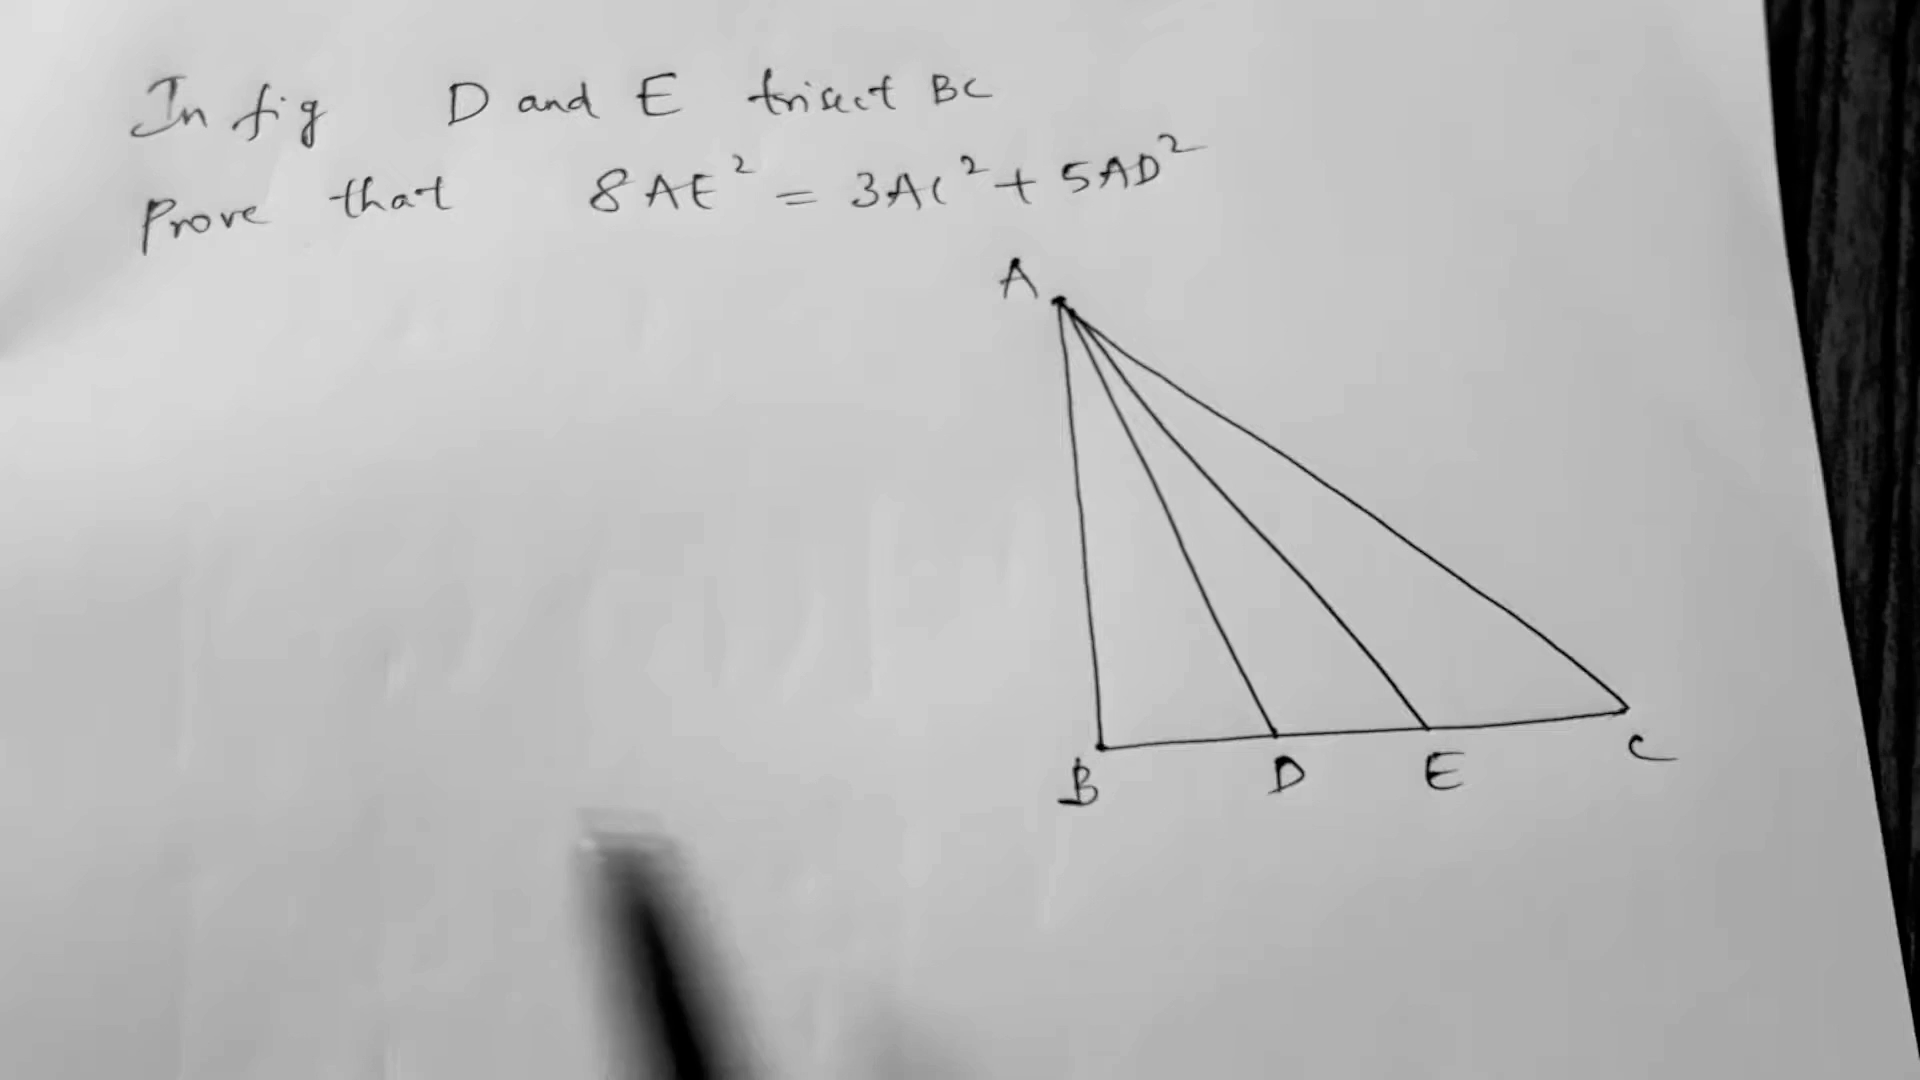 In fig D and E trisect BC
Prove that 8AE² = 3AC² + 5AD²
A
B D E C